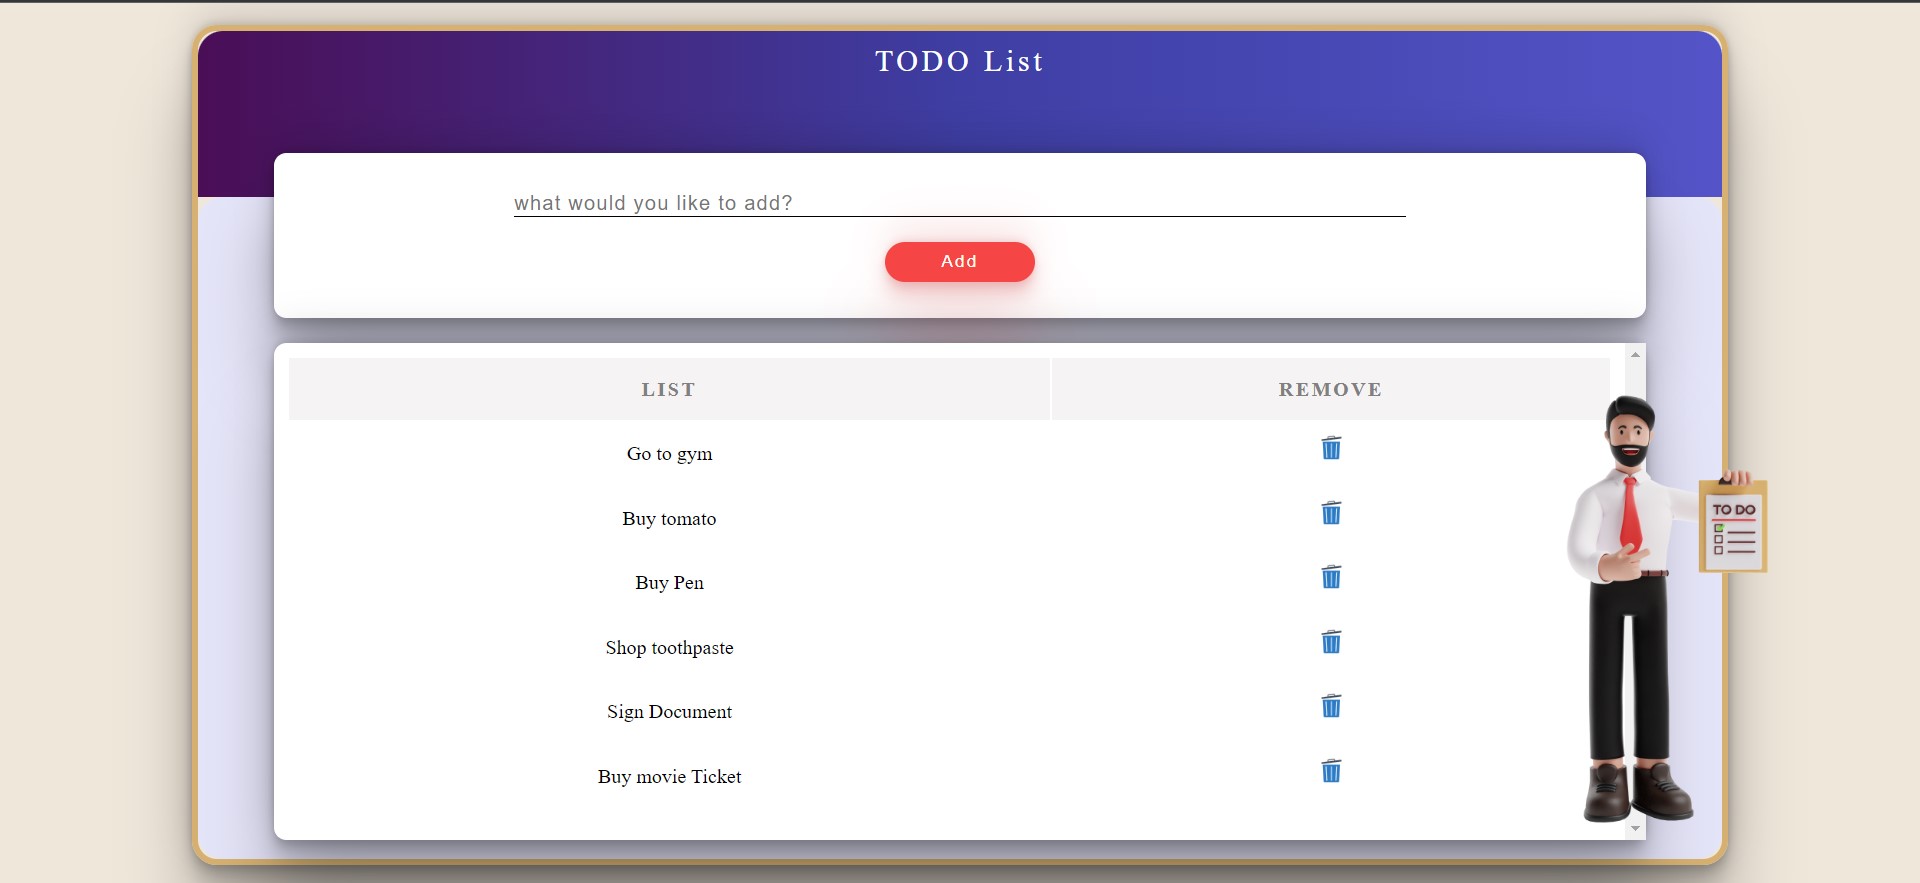 TODO List
what would you like to add?
Add
LIST REMOVE
Go to gym
Buy tomato
Buy Pen
Shop toothpaste
Sign Document
Buy movie Ticket
TO DO